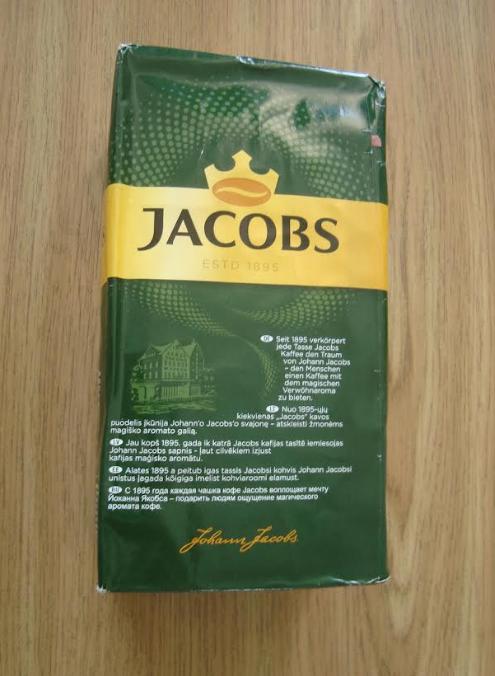 JACOBS
ESTD 1895
DE Seit 1895 verkörpert
jede Tasse Jacobs
Kaffee den Traum
von Johann Jacobs
- den Menschen
einen Kaffee mit
dem magischen
Verwöhnaroma
zu bieten.
LT Nuo 1895-ųjų
kiekvienas „Jacobs“ kavos
puodelis įkūnija Johann'o Jacobs'o svajonę - atskleisti žmonėms
magiško aromato galią.
LV Jau kopš 1895. gada ik katrā Jacobs kafijas tasītē iemiesojas
Johann Jacobs sapnis - ļaut cilvēkiem izjust
kafijas maģisko aromātu.
EE Alates 1895 a peitub igas tassis Jacobsi kohvis Johann Jacobsi
unistus jagada kõigiga imelist kohviaroomi elamust.
RU С 1895 года каждая чашка кофе Jacobs воплощает мечту
Йоханна Якобса - подарить людям ощущение магического
аромата кофе.
Johann Jacobs